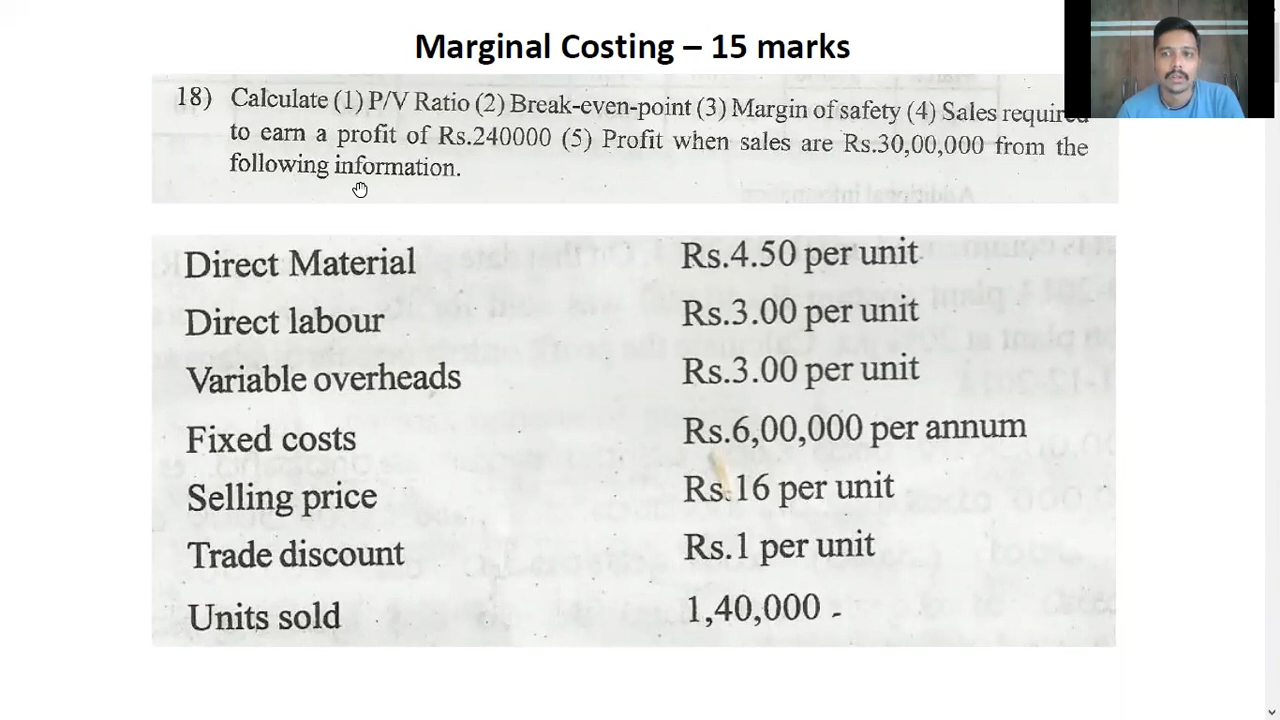 Marginal Costing – 15 marks
18) Calculate (1) P/V Ratio (2) Break-even-point (3) Margin of safety (4) Sales required
to earn a profit of Rs.240000 (5) Profit when sales are Rs.30,00,000 from the
following information.
Direct Material Rs.4.50 per unit
Direct labour Rs.3.00 per unit
Variable overheads Rs.3.00 per unit
Fixed costs Rs.6,00,000 per annum
Selling price Rs.16 per unit
Trade discount Rs.1 per unit
Units sold 1,40,000